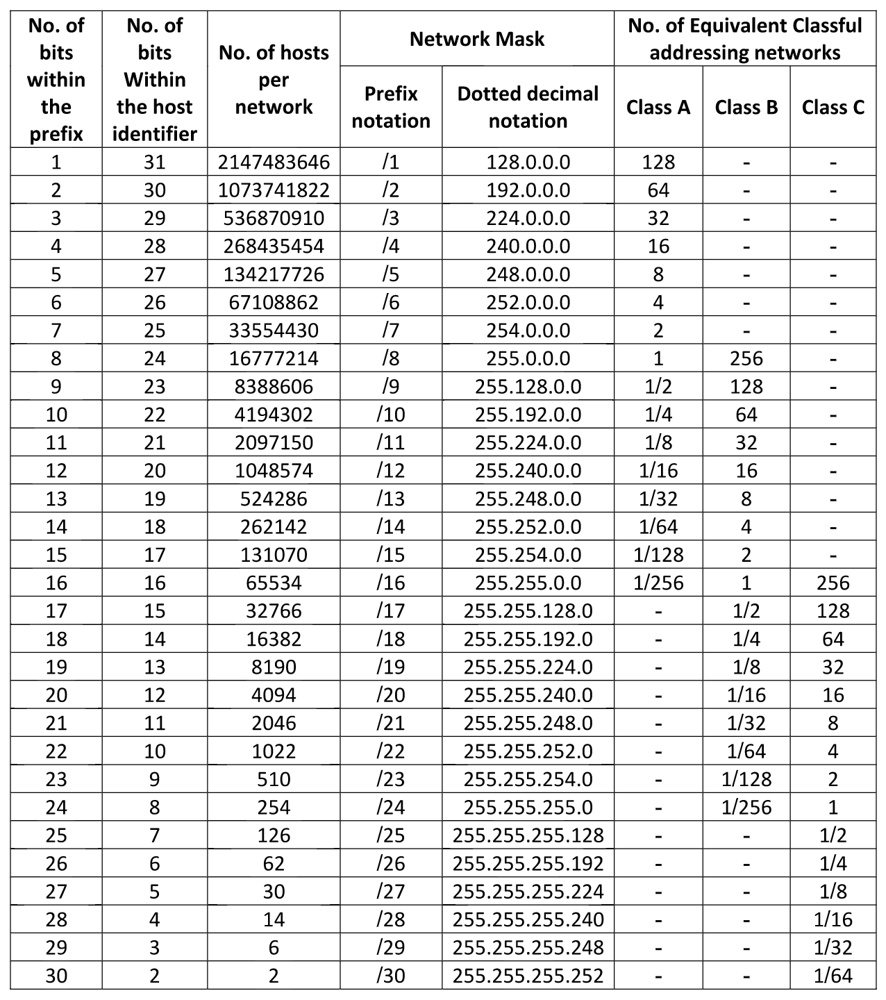 No. of bits within the prefix | No. of bits Within the host identifier | No. of hosts per network | Network Mask | No. of Equivalent Classful addressing networks
Prefix notation | Dotted decimal notation | Class A | Class B | Class C
1 | 31 | 2147483646 | /1 | 128.0.0.0 | 128 | - | -
2 | 30 | 1073741822 | /2 | 192.0.0.0 | 64 | - | -
3 | 29 | 536870910 | /3 | 224.0.0.0 | 32 | - | -
4 | 28 | 268435454 | /4 | 240.0.0.0 | 16 | - | -
5 | 27 | 134217726 | /5 | 248.0.0.0 | 8 | - | -
6 | 26 | 67108862 | /6 | 252.0.0.0 | 4 | - | -
7 | 25 | 33554430 | /7 | 254.0.0.0 | 2 | - | -
8 | 24 | 16777214 | /8 | 255.0.0.0 | 1 | 256 | -
9 | 23 | 8388606 | /9 | 255.128.0.0 | 1/2 | 128 | -
10 | 22 | 4194302 | /10 | 255.192.0.0 | 1/4 | 64 | -
11 | 21 | 2097150 | /11 | 255.224.0.0 | 1/8 | 32 | -
12 | 20 | 1048574 | /12 | 255.240.0.0 | 1/16 | 16 | -
13 | 19 | 524286 | /13 | 255.248.0.0 | 1/32 | 8 | -
14 | 18 | 262142 | /14 | 255.252.0.0 | 1/64 | 4 | -
15 | 17 | 131070 | /15 | 255.254.0.0 | 1/128 | 2 | -
16 | 16 | 65534 | /16 | 255.255.0.0 | 1/256 | 1 | 256
17 | 15 | 32766 | /17 | 255.255.128.0 | - | 1/2 | 128
18 | 14 | 16382 | /18 | 255.255.192.0 | - | 1/4 | 64
19 | 13 | 8190 | /19 | 255.255.224.0 | - | 1/8 | 32
20 | 12 | 4094 | /20 | 255.255.240.0 | - | 1/16 | 16
21 | 11 | 2046 | /21 | 255.255.248.0 | - | 1/32 | 8
22 | 10 | 1022 | /22 | 255.255.252.0 | - | 1/64 | 4
23 | 9 | 510 | /23 | 255.255.254.0 | - | 1/128 | 2
24 | 8 | 254 | /24 | 255.255.255.0 | - | 1/256 | 1
25 | 7 | 126 | /25 | 255.255.255.128 | - | - | 1/2
26 | 6 | 62 | /26 | 255.255.255.192 | - | - | 1/4
27 | 5 | 30 | /27 | 255.255.255.224 | - | - | 1/8
28 | 4 | 14 | /28 | 255.255.255.240 | - | - | 1/16
29 | 3 | 6 | /29 | 255.255.255.248 | - | - | 1/32
30 | 2 | 2 | /30 | 255.255.255.252 | - | - | 1/64